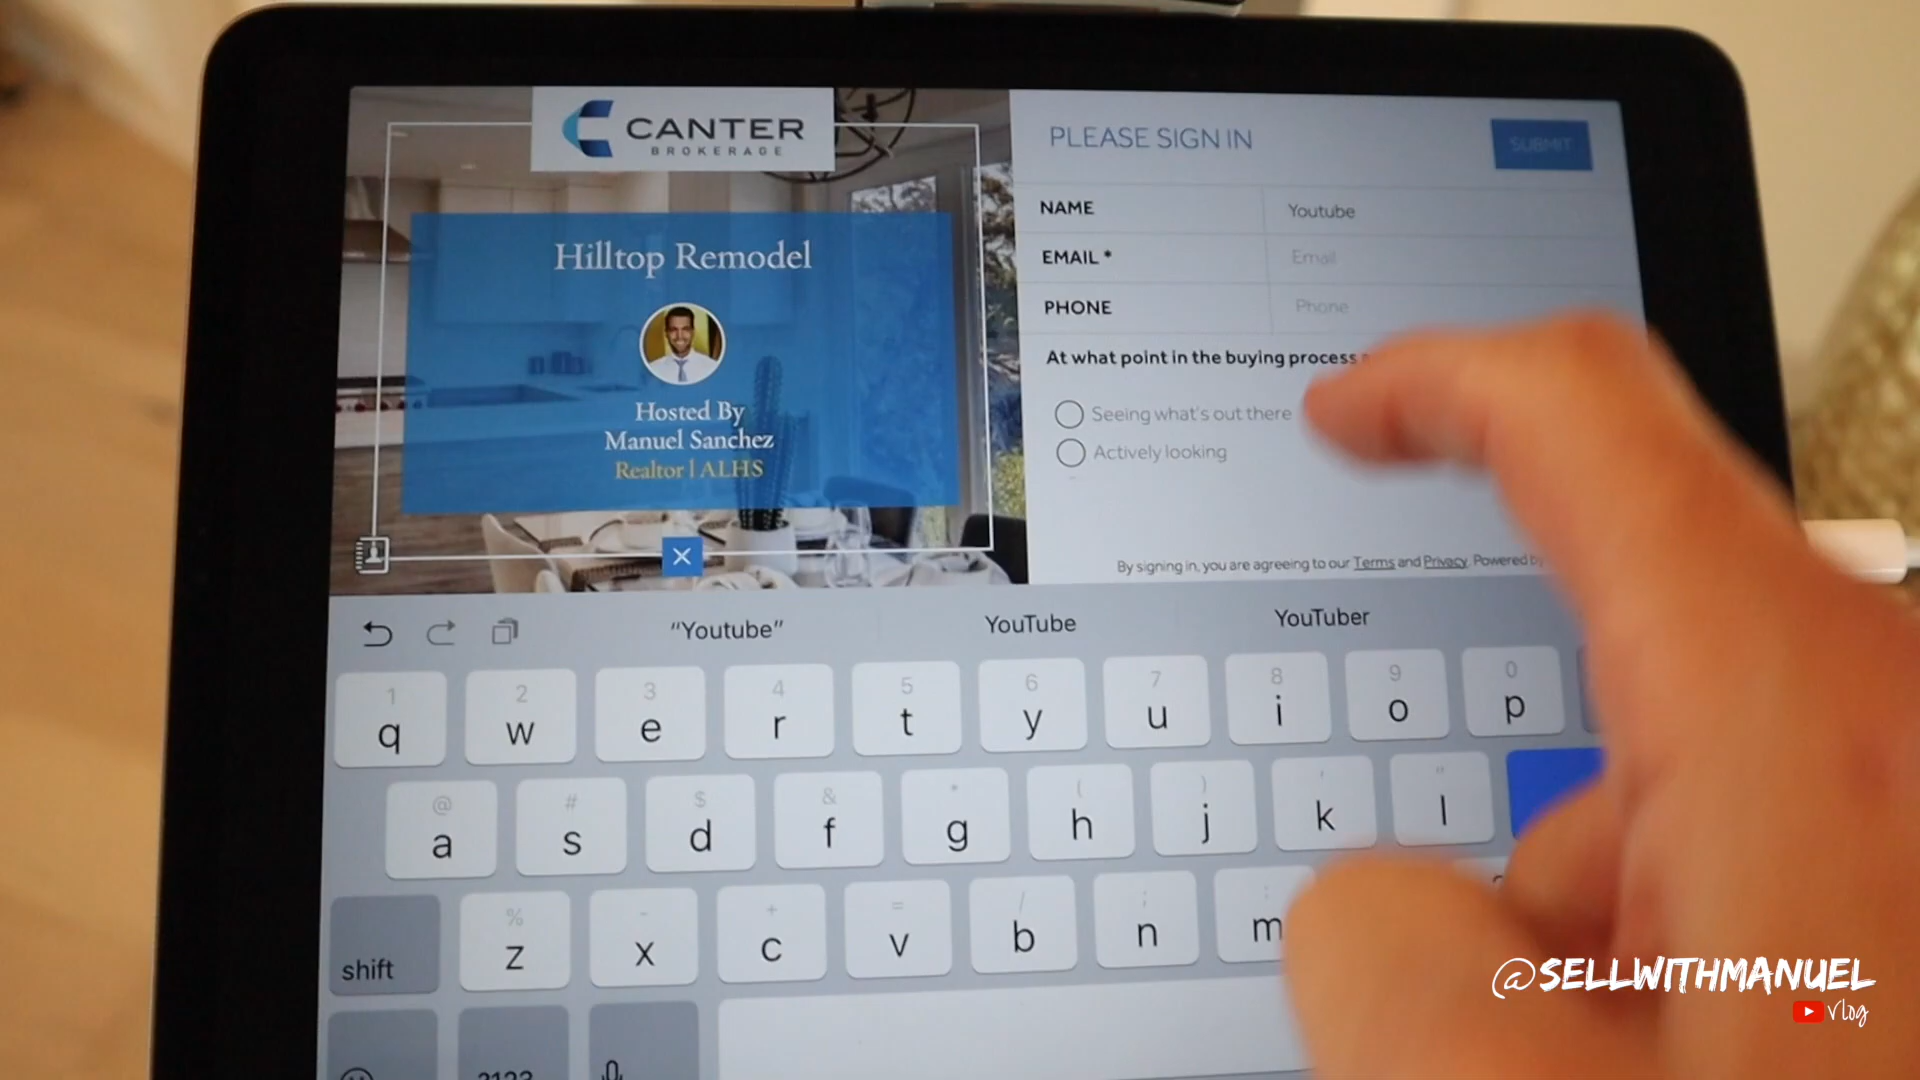 CANTER
BROKERAGE
Hilltop Remodel
Hosted By
Manuel Sanchez
Realtor | ALHS
PLEASE SIGN IN
SUBMIT
NAME Youtube
EMAIL * Email
PHONE Phone
At what point in the buying process
Seeing what's out there
Actively looking
By signing in, you are agreeing to our Terms and Privacy. Powered by
“Youtube” YouTube YouTuber
1 2 3 4 5 6 7 8 9 0
q w e r t y u i o p
@ # $ & * ( ) ' "
a s d f g h j k l
% - + = / ; :
shift z x c v b n m
.?123
@SELLWITHMANUEL
Vlog